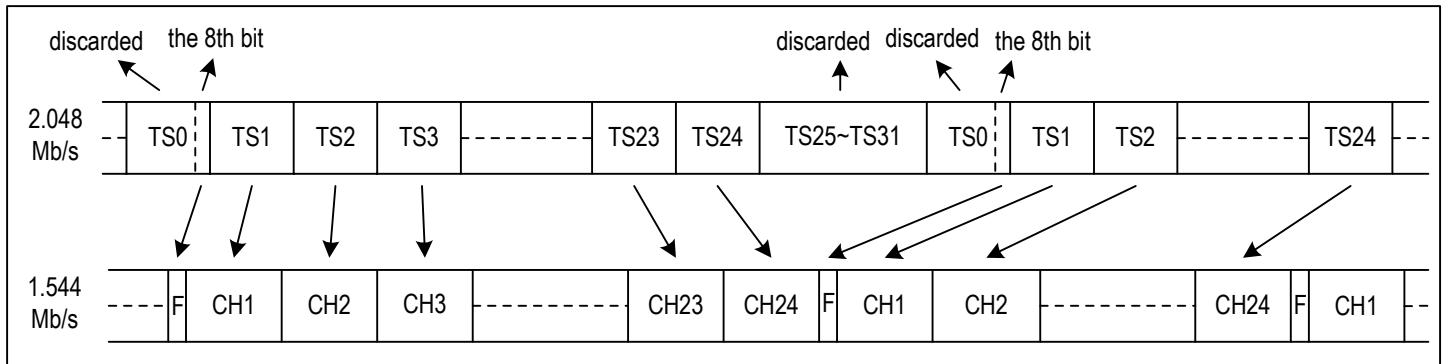 discarded the 8th bit discarded discarded the 8th bit
2.048 Mb/s TS0 TS1 TS2 TS3 TS23 TS24 TS25~TS31 TS0 TS1 TS2 TS24
1.544 Mb/s F CH1 CH2 CH3 CH23 CH24 F CH1 CH2 CH24 F CH1